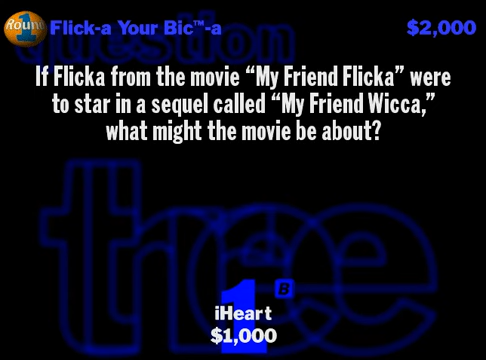 Round 1
Flick-a Your Bic™-a
$2,000
question
If Flicka from the movie “My Friend Flicka” were
to star in a sequel called “My Friend Wicca,”
what might the movie be about?
three
1
B
iHeart
$1,000